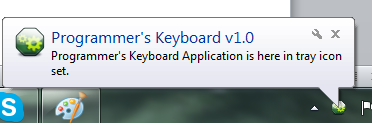 Programmer's Keyboard v1.0
Programmer's Keyboard Application is here in tray icon
set.